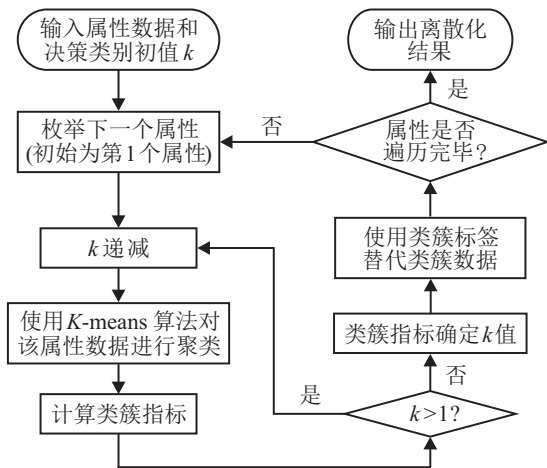 输入属性数据和
决策类别初值 k
枚举下一个属性
(初始为第1个属性)
k 递减
使用K-means 算法对
该属性数据进行聚类
计算类簇指标
k>1?
是
否
类簇指标确定k值
使用类簇标签
替代类簇数据
属性是否
遍历完毕?
否
是
输出离散化
结果